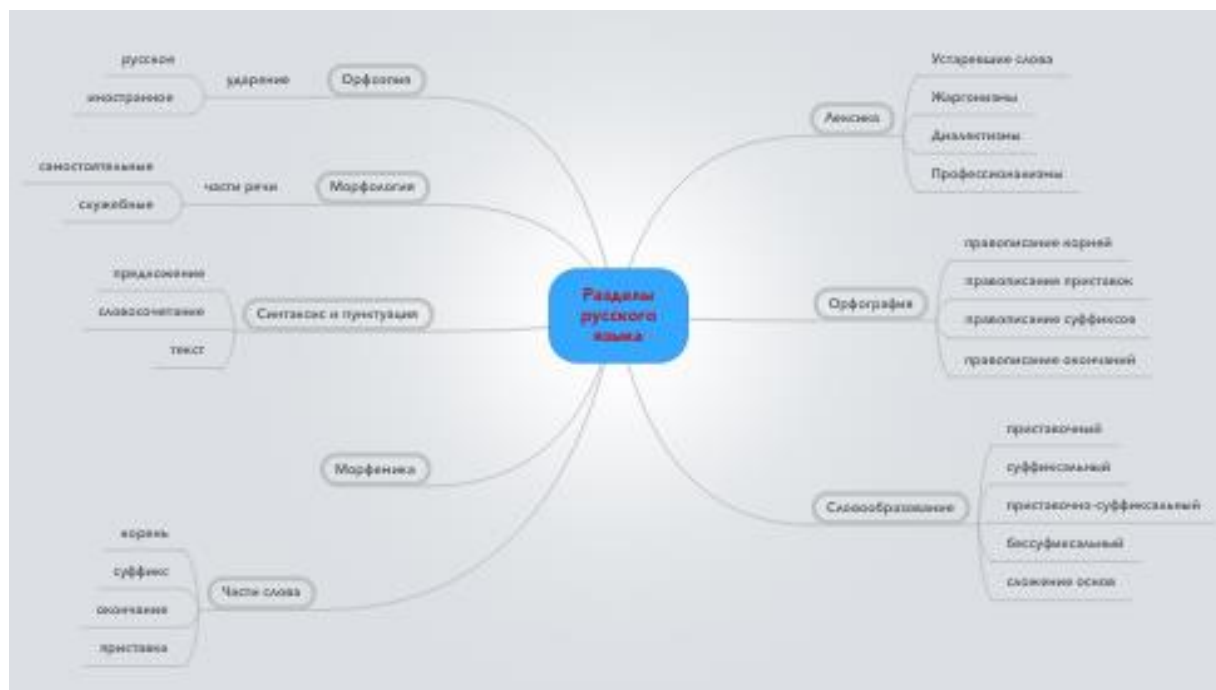 русское
иностранное
ударение
Орфоэпия
самостоятельные
служебные
части речи
Морфология
предложение
словосочетание
текст
Синтаксис и пунктуация
Морфемика
корень
суффикс
окончание
приставка
Части слова
Разделы
русского
языка
Лексика
Устаревшие слова
Жаргонизмы
Диалектизмы
Профессионализмы
Орфография
правописание корней
правописание приставок
правописание суффиксов
правописание окончаний
Словообразование
приставочный
суффиксальный
приставочно-суффиксальный
бессуфиксальный
сложение основ